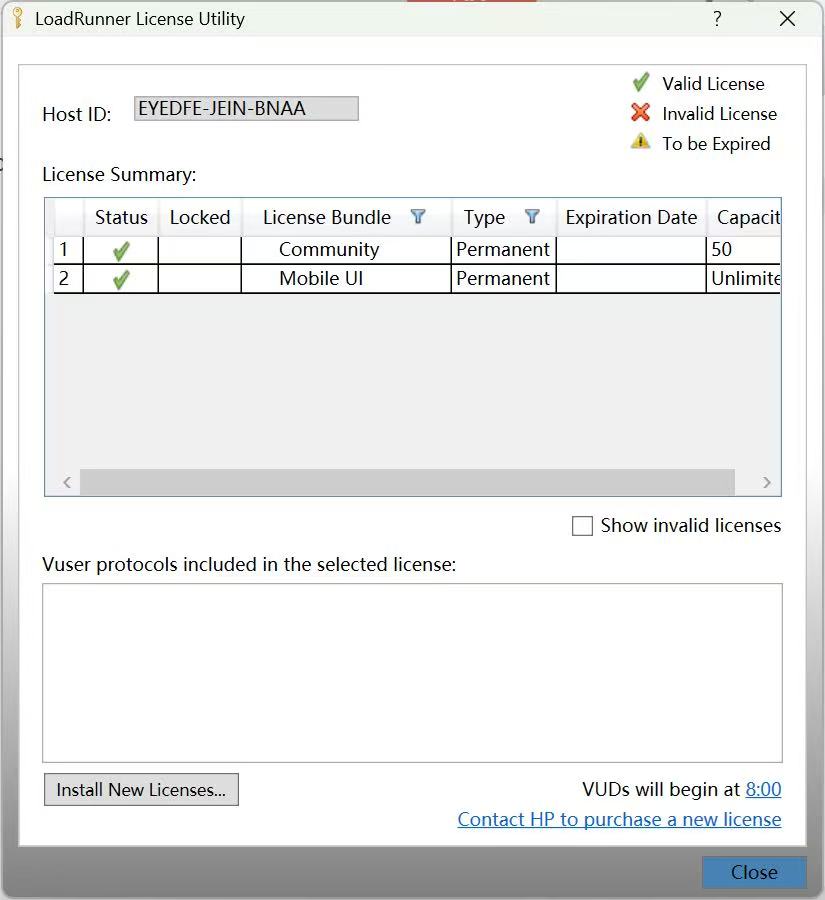 LoadRunner License Utility
?
Host ID: EYEDFE-JEIN-BNAA
Valid License
Invalid License
To be Expired
License Summary:
Status Locked License Bundle Type Expiration Date Capacit
1 Community Permanent 50
2 Mobile UI Permanent Unlimite
Show invalid licenses
Vuser protocols included in the selected license:
Install New Licenses...
VUDs will begin at 8:00
Contact HP to purchase a new license
Close